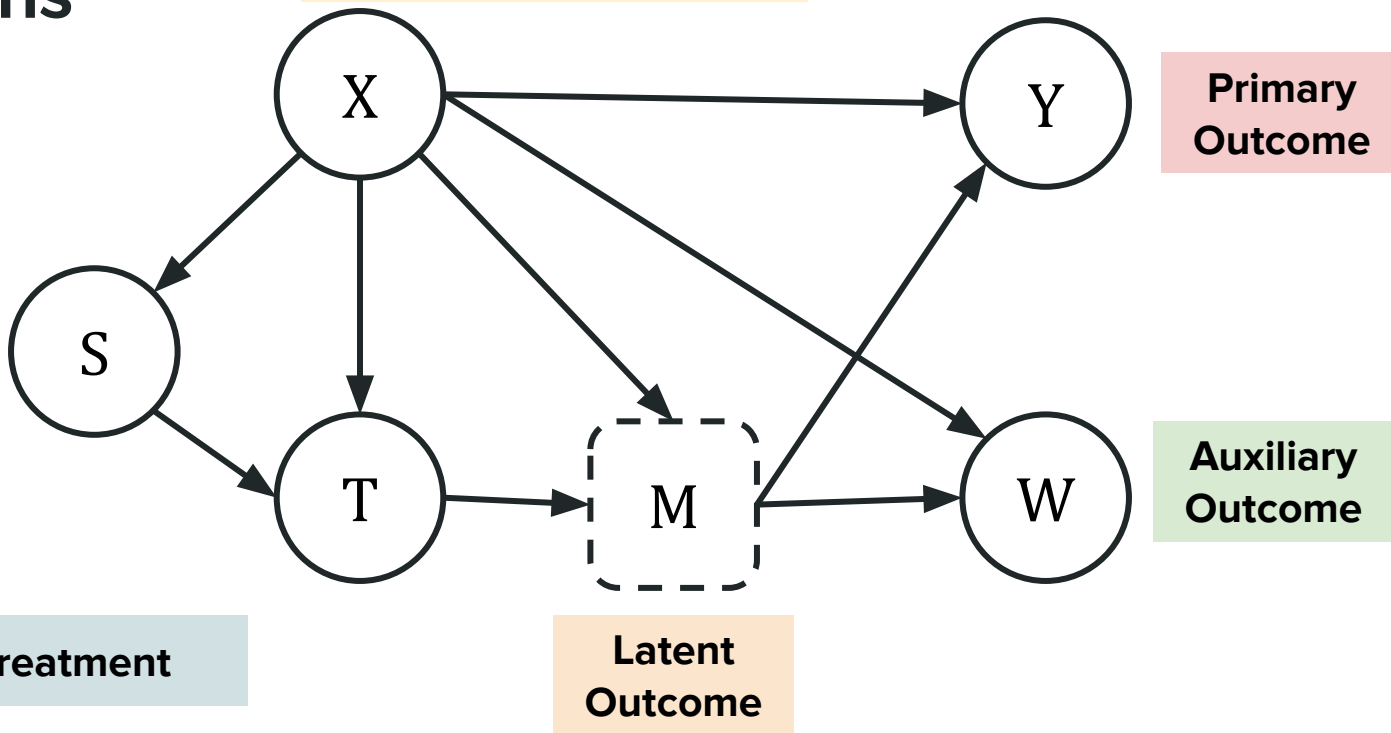 X
Y
Primary
Outcome
S
T
M
W
Auxiliary
Outcome
Latent
Outcome
reatment